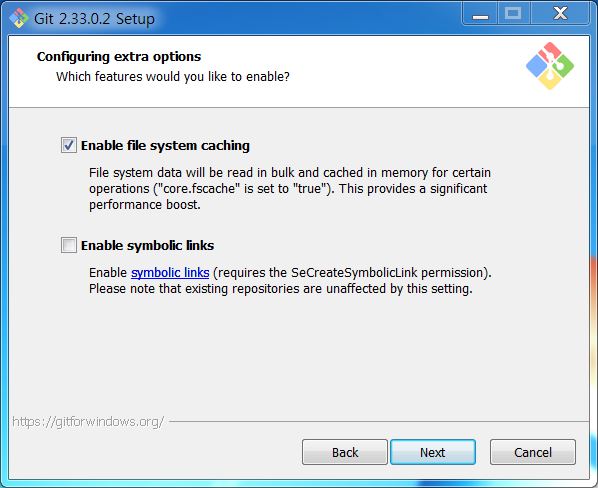 Git 2.33.0.2 Setup
Configuring extra options
Which features would you like to enable?
Enable file system caching
File system data will be read in bulk and cached in memory for certain
operations ("core.fscache" is set to "true"). This provides a significant
performance boost.
Enable symbolic links
Enable symbolic links (requires the SeCreateSymbolicLink permission).
Please note that existing repositories are unaffected by this setting.
https://gitforwindows.org/
Back Next Cancel